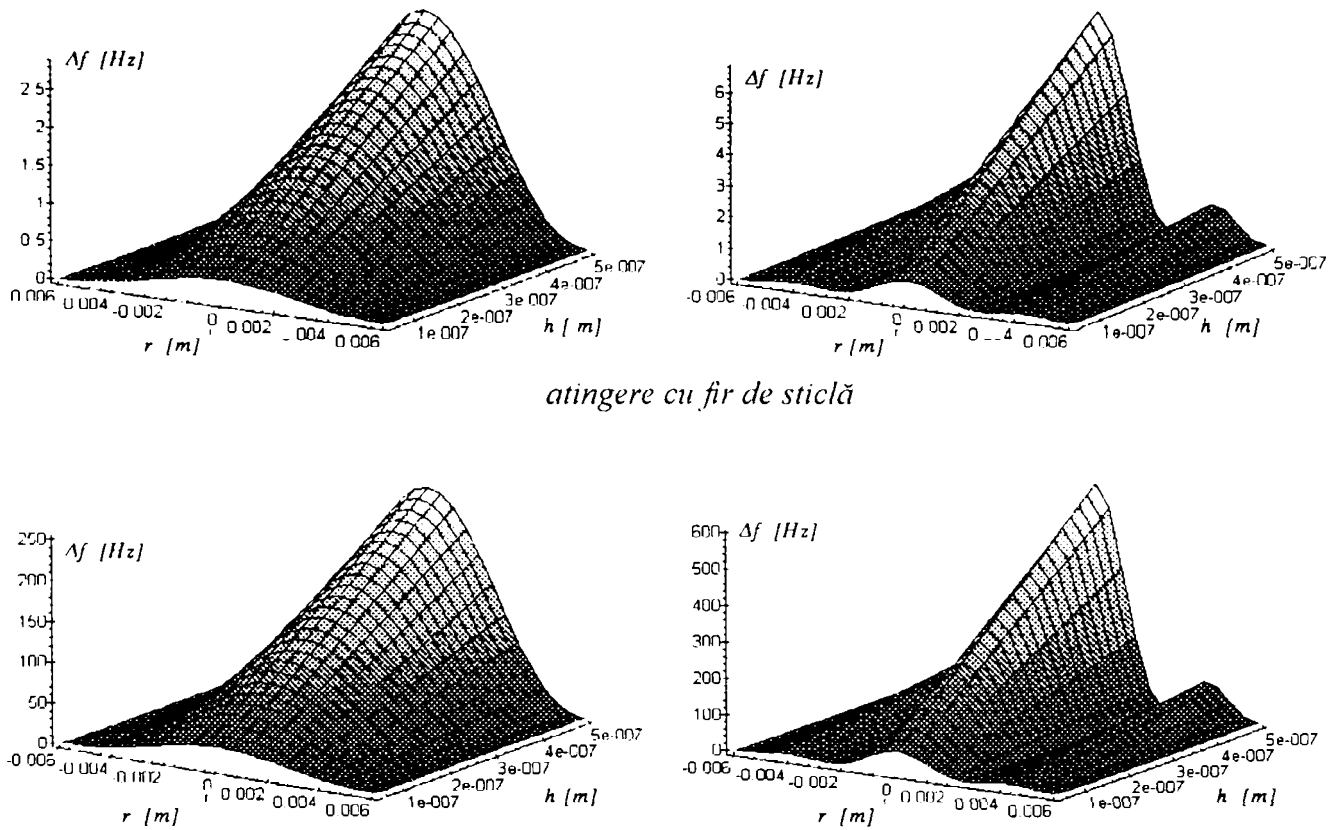 Δf [Hz]
2.5
2
1.5
1
0.5
0
0.006
0.004
-0.002
0
0.002
.004
0.006
r [m]
1e-007
2e-007
3e-007
4e-007
5e-007
h [m]
Δf [Hz]
6
5
4
3
2
1
0
-0.006
-0.004
-0.002
0
0.002
0.006
r [m]
1e-007
2e-007
3e-007
4e-007
5e-007
h [m]
atingere cu fir de sticlă
Δf [Hz]
250
200
150
100
50
0
-0.006
-0.004
-0.002
0
0.002
0.004
0.006
r [m]
1e-007
2e-007
3e-007
4e-007
5e-007
h [m]
Δf [Hz]
600
500
400
300
200
100
0
-0.006
-0.004
-0.002
0
0.002
0.004
0.006
r [m]
1e-007
2e-007
3e-007
4e-007
5e-007
h [m]